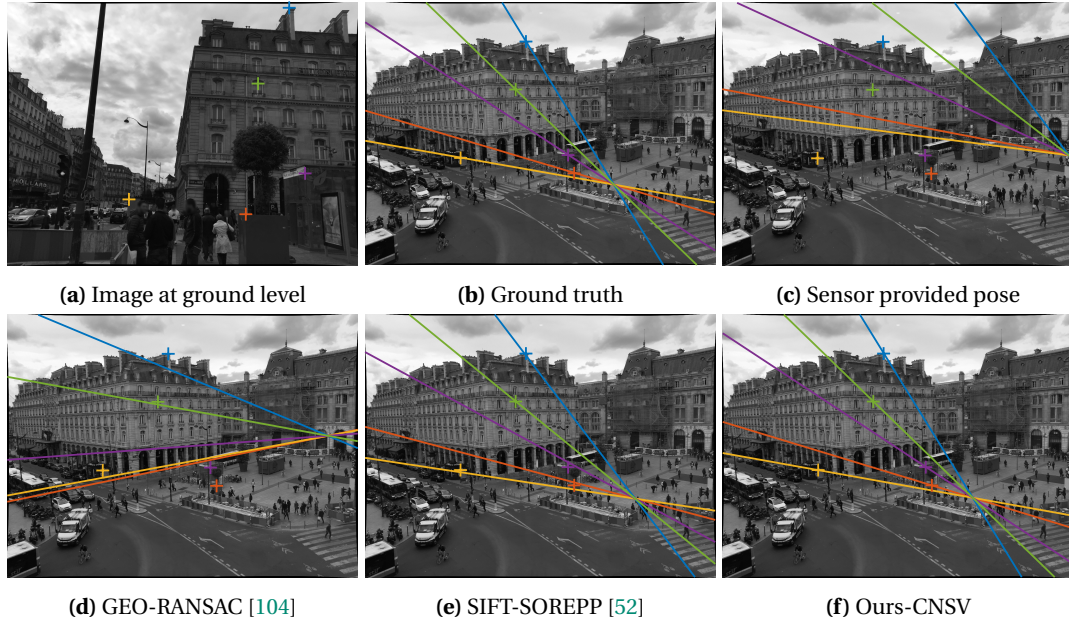 (a) Image at ground level
(b) Ground truth
(c) Sensor provided pose
(d) GEO-RANSAC [104]
(e) SIFT-SOREPP [52]
(f) Ours-CNSV